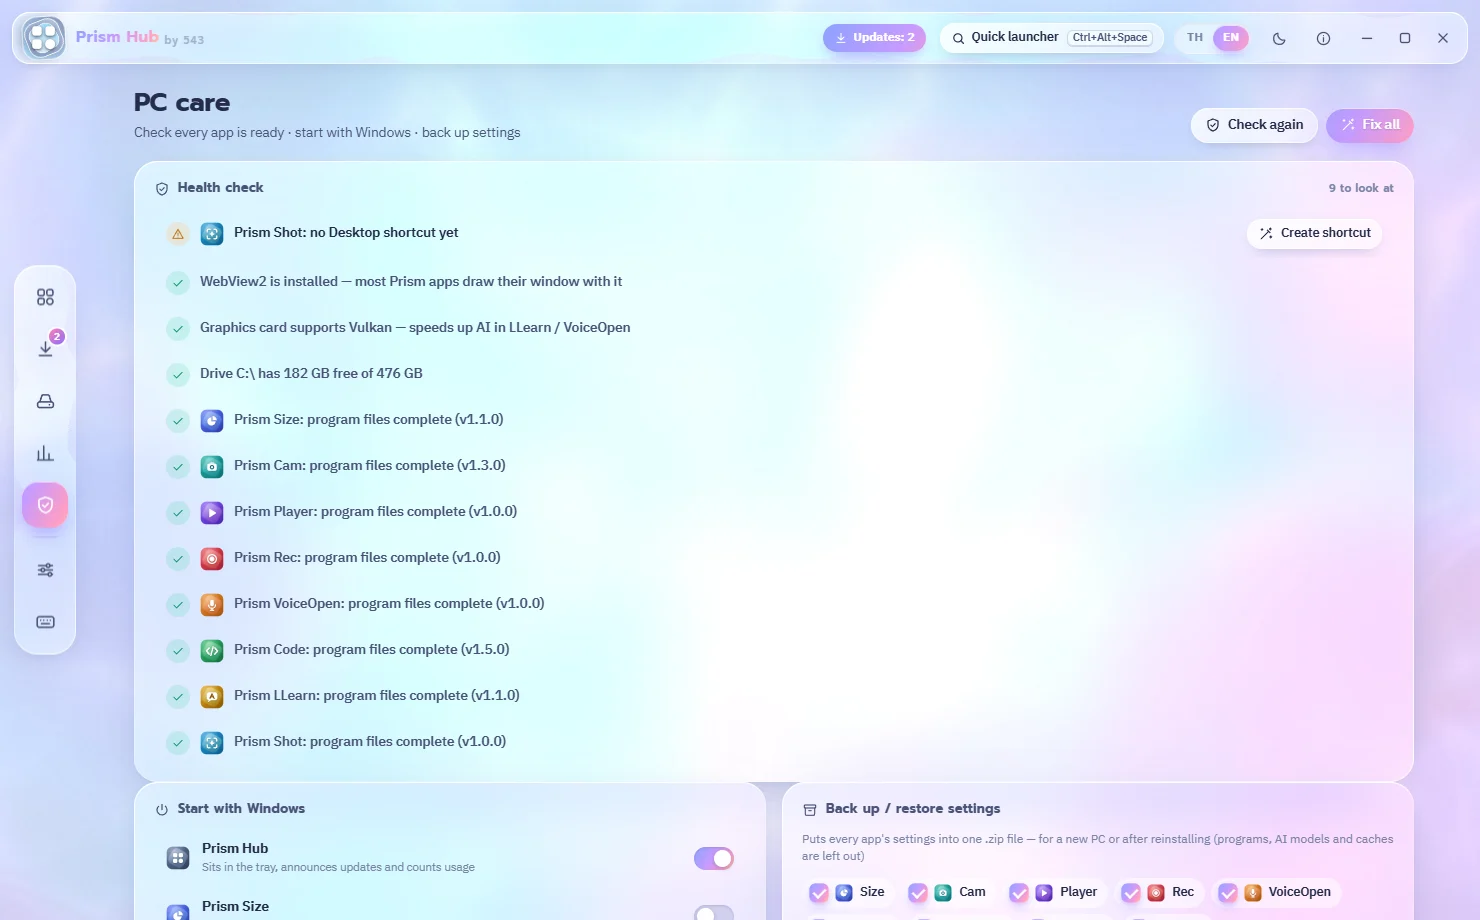 Prism Hub by 543
Updates: 2
Quick launcher Ctrl+Alt+Space
TH EN
PC care
Check every app is ready · start with Windows · back up settings
Check again
Fix all
Health check
9 to look at
Prism Shot: no Desktop shortcut yet
Create shortcut
WebView2 is installed — most Prism apps draw their window with it
2
Graphics card supports Vulkan — speeds up AI in LLearn / VoiceOpen
Drive C:\ has 182 GB free of 476 GB
Prism Size: program files complete (v1.1.0)
Prism Cam: program files complete (v1.3.0)
Prism Player: program files complete (v1.0.0)
Prism Rec: program files complete (v1.0.0)
Prism VoiceOpen: program files complete (v1.0.0)
Prism Code: program files complete (v1.5.0)
Prism LLearn: program files complete (v1.1.0)
Prism Shot: program files complete (v1.0.0)
Start with Windows
Prism Hub
Sits in the tray, announces updates and counts usage
Prism Size
Back up / restore settings
Puts every app's settings into one .zip file — for a new PC or after reinstalling (programs, AI models and caches
are left out)
Size Cam Player Rec VoiceOpen